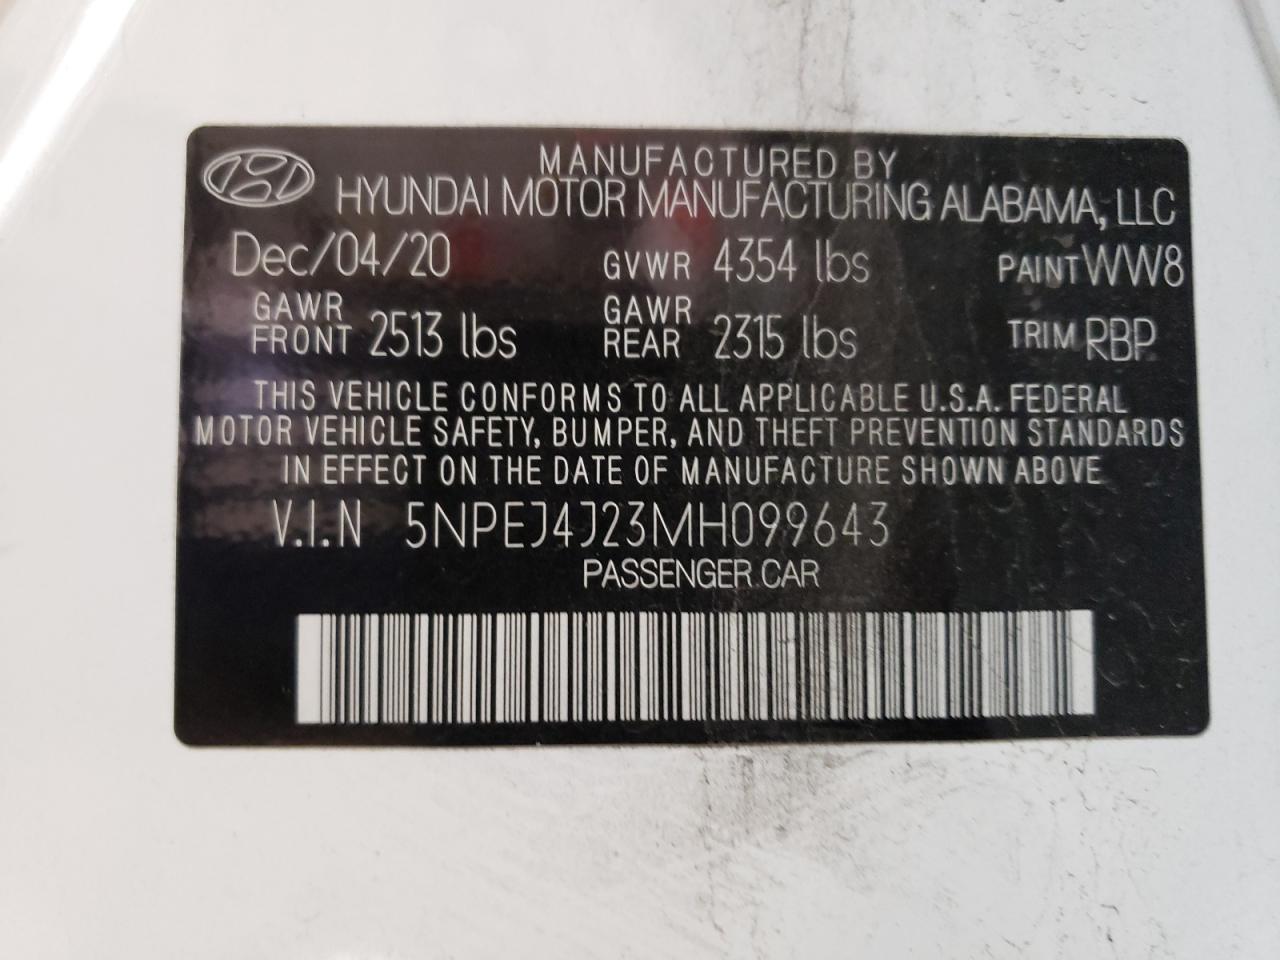 MANUFACTURED BY
HYUNDAI MOTOR MANUFACTURING ALABAMA, LLC
Dec/04/20 GVWR 4354 lbs PAINT WW8
GAWR FRONT 2513 lbs GAWR REAR 2315 lbs TRIM RBP
THIS VEHICLE CONFORMS TO ALL APPLICABLE U.S.A. FEDERAL
MOTOR VEHICLE SAFETY, BUMPER, AND THEFT PREVENTION STANDARDS
IN EFFECT ON THE DATE OF MANUFACTURE SHOWN ABOVE
V.I.N 5NPEJ4J23MH099643
PASSENGER CAR